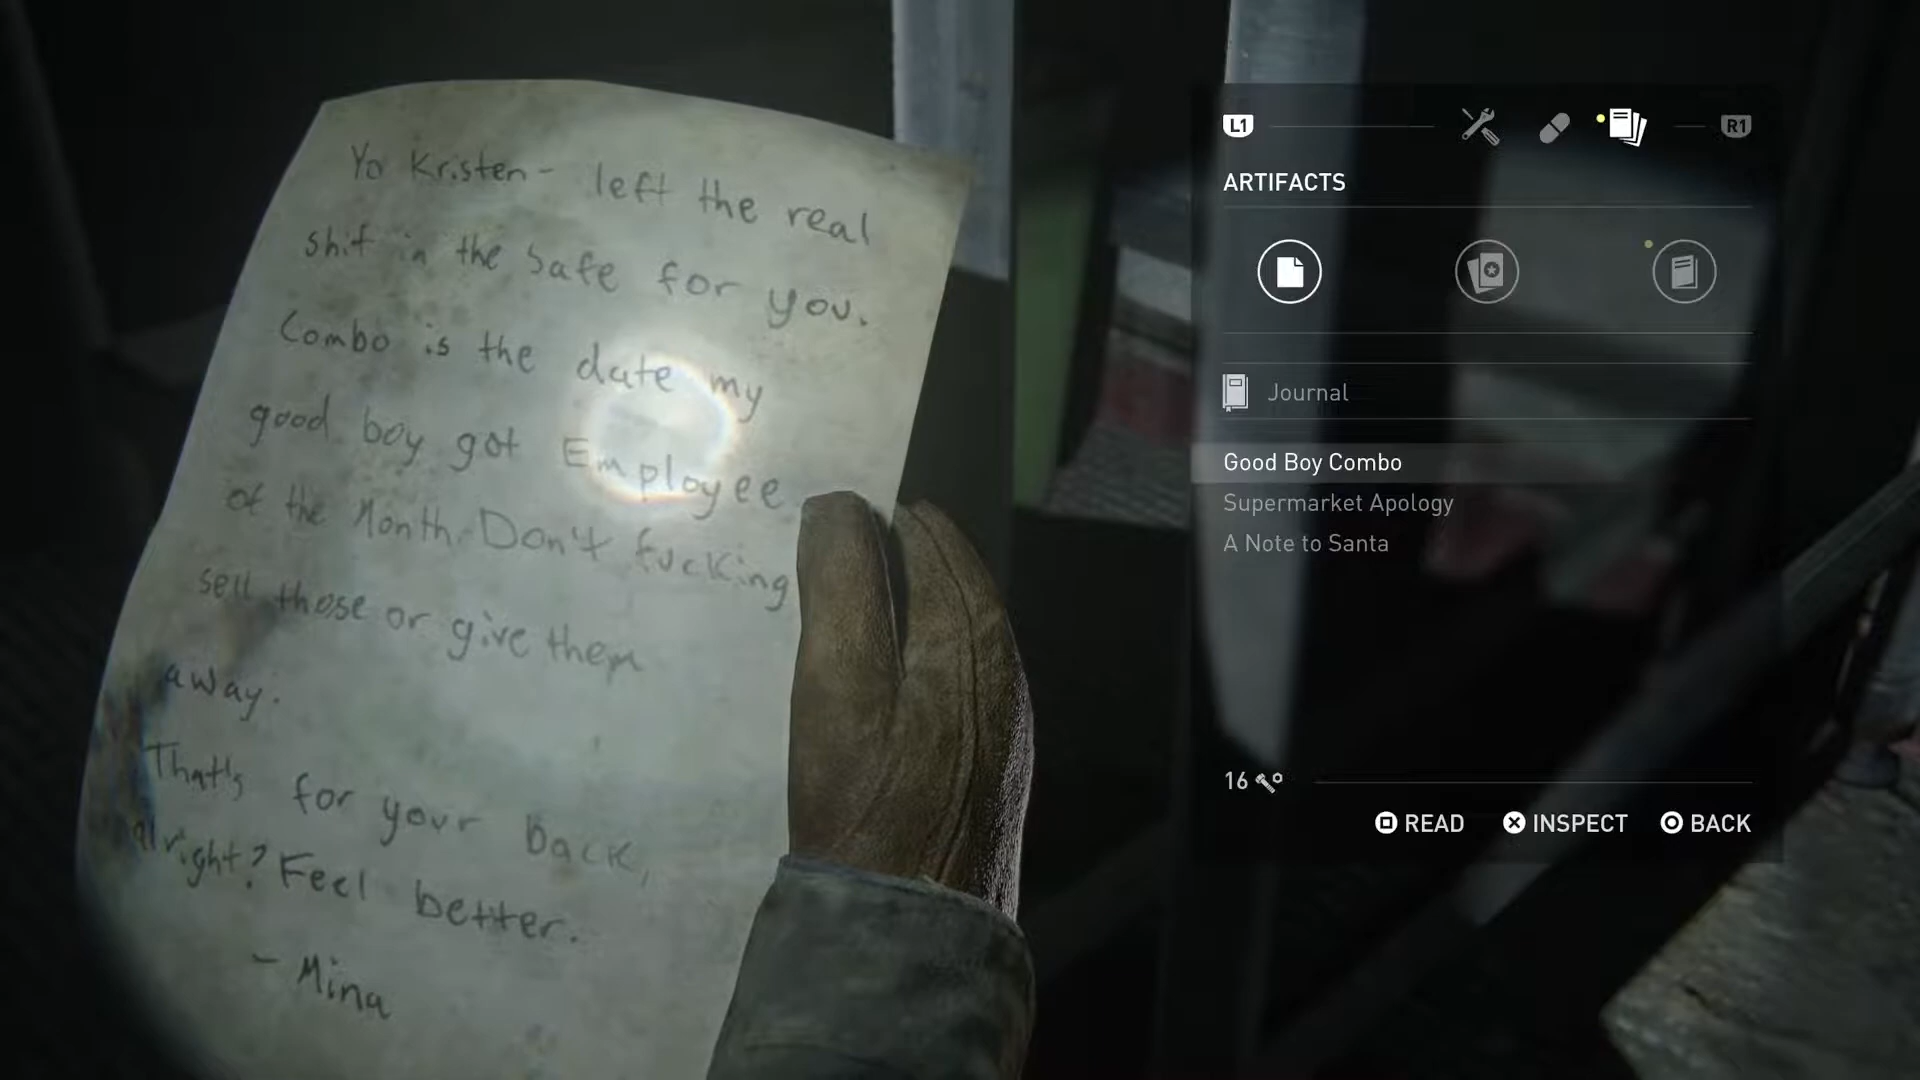 Yo Kristen - left the real
shit in the safe for you.
Combo is the date my
good boy got Employee
of the Month. Don't fucking
sell those or give them
away.
That's for your back,
alright? Feel better.
- Mina
L1
R1
ARTIFACTS
Journal
Good Boy Combo
Supermarket Apology
A Note to Santa
16
READ
INSPECT
BACK